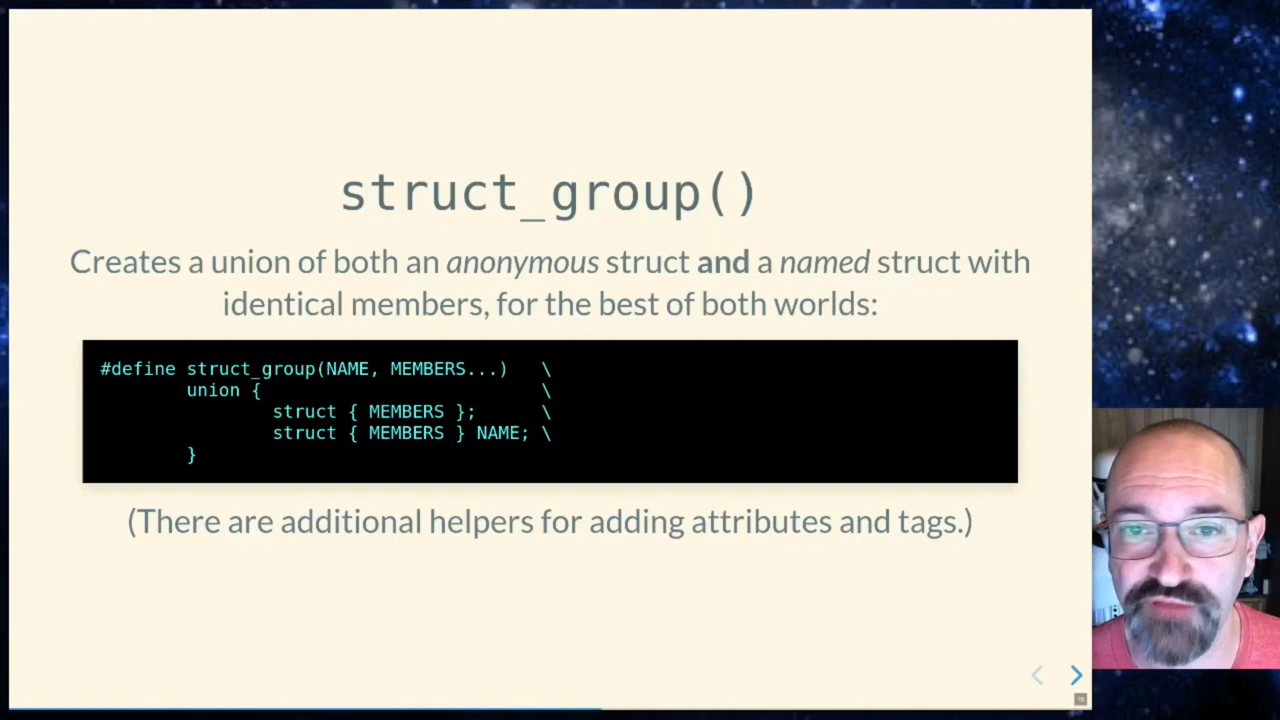 struct_group()
Creates a union of both an anonymous struct and a named struct with
identical members, for the best of both worlds:
#define struct_group(NAME, MEMBERS...)   \
        union {                          \
                struct { MEMBERS };      \
                struct { MEMBERS } NAME; \
        }
(There are additional helpers for adding attributes and tags.)